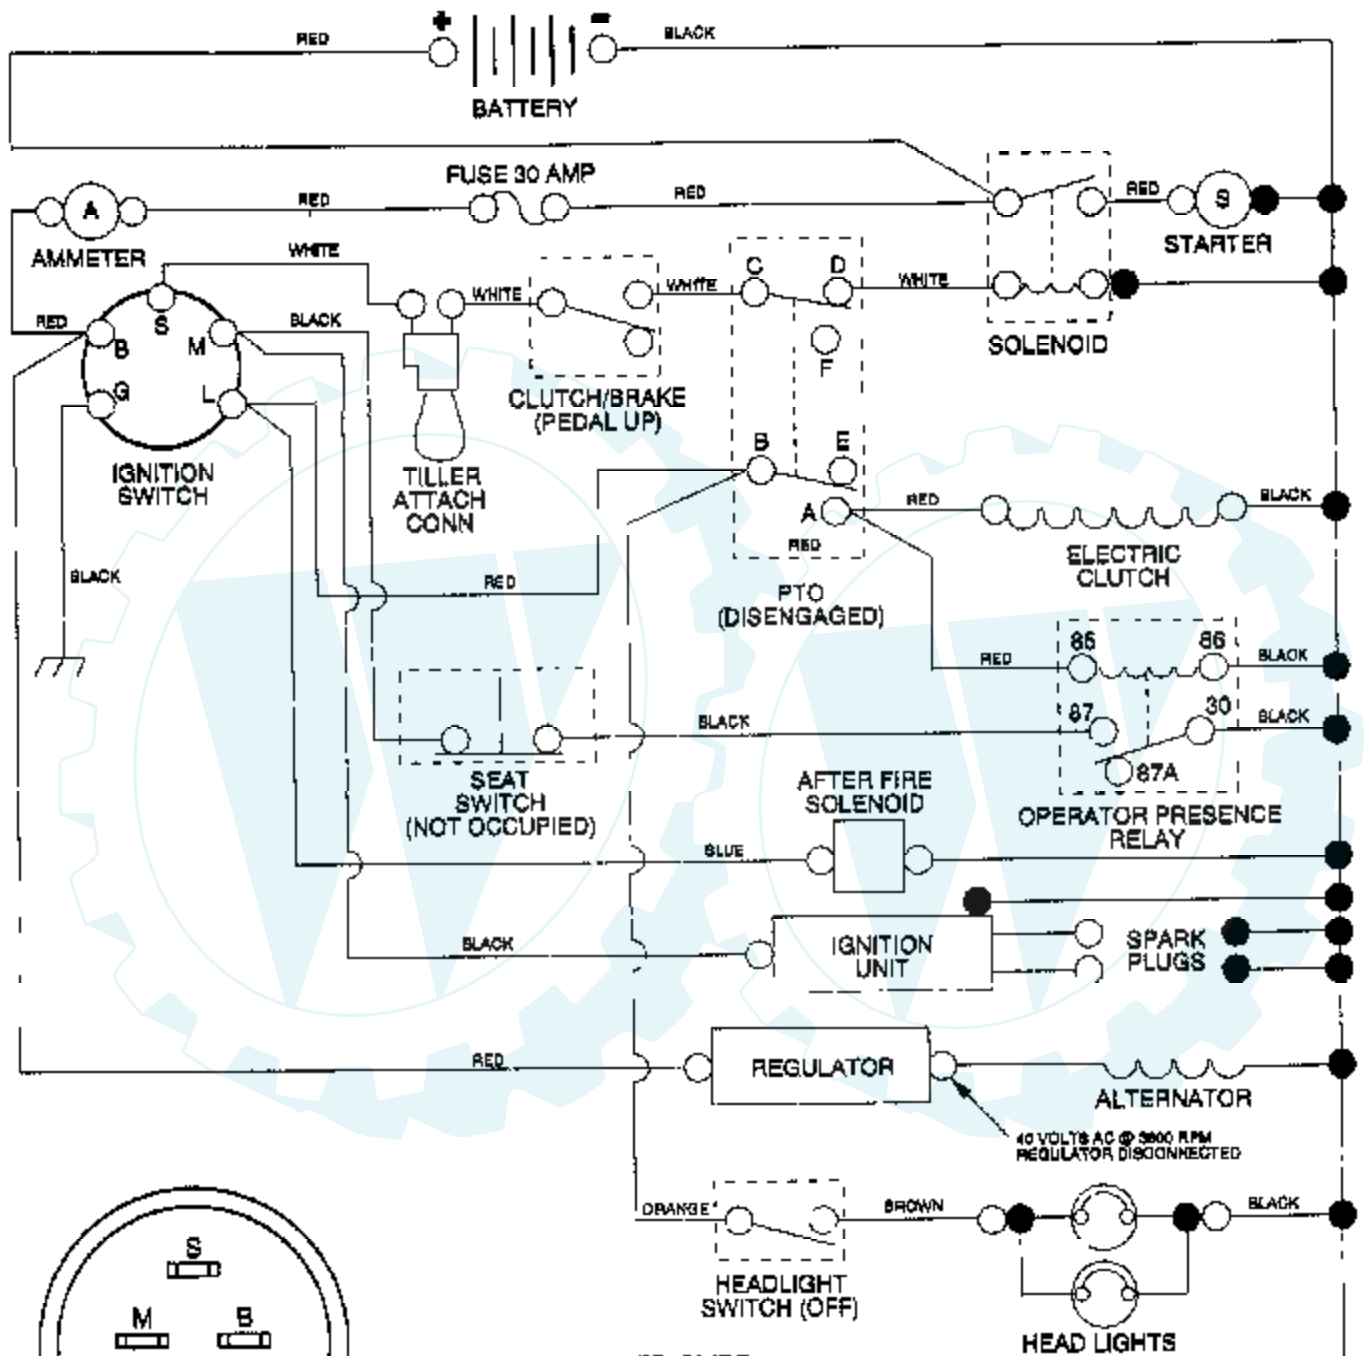 + −
RED
BLACK
BATTERY
FUSE 30 AMP
RED
RED
RED
A
S
AMMETER
STARTER
WHITE
C
D
WHITE
WHITE
WHITE
RED
BLACK
S
B
M
F
SOLENOID
G
L
CLUTCH/BRAKE
(PEDAL UP)
B
E
IGNITION
SWITCH
TILLER
ATTACH
CONN
A
RED
BLACK
RED
ELECTRIC
CLUTCH
BLACK
RED
PTO
(DISENGAGED)
85
86
RED
BLACK
87
30
BLACK
BLACK
87A
SEAT
SWITCH
(NOT OCCUPIED)
AFTER FIRE
SOLENOID
OPERATOR PRESENCE
RELAY
BLUE
BLACK
IGNITION
UNIT
SPARK
PLUGS
RED
REGULATOR
ALTERNATOR
40 VOLTS AC @ 3600 RPM
REGULATOR DISCONNECTED
ORANGE
BROWN
BLACK
S
HEADLIGHT
SWITCH (OFF)
M
B
HEAD LIGHTS